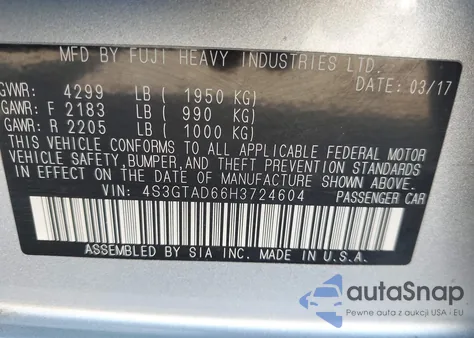 MFD BY FUJI HEAVY INDUSTRIES LTD.
GVWR: 4299 LB ( 1950 KG) DATE: 03/17
GAWR: F 2183 LB ( 990 KG)
GAWR: R 2205 LB ( 1000 KG)
THIS VEHICLE CONFORMS TO ALL APPLICABLE FEDERAL MOTOR
VEHICLE SAFETY, BUMPER, AND THEFT PREVENTION STANDARDS
IN EFFECT ON THE DATE OF MANUFACTURE SHOWN ABOVE.
VIN: 4S3GTAD66H3724604 PASSENGER CAR
ASSEMBLED BY SIA INC. MADE IN U.S.A.
autoSnap
Pewne auta z aukcji USA - EU